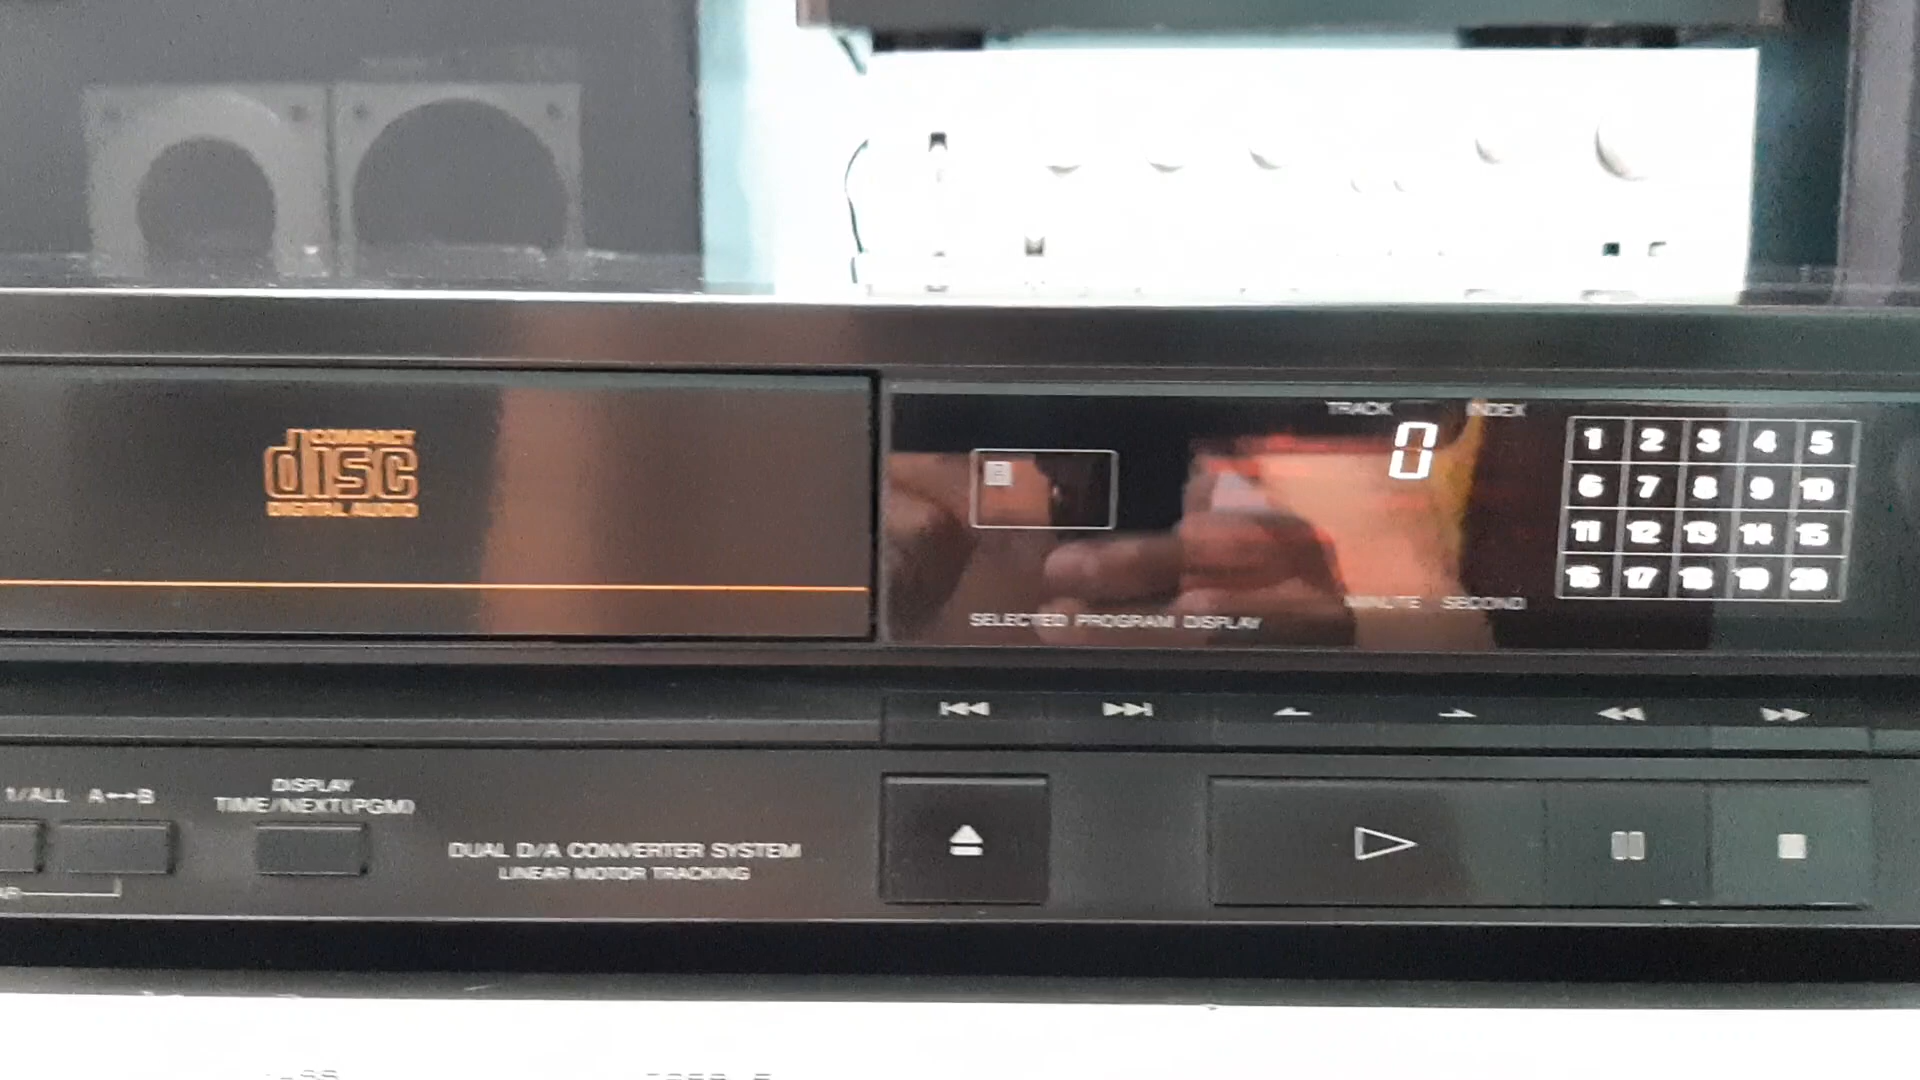 COMPACT
disc
DIGITAL AUDIO
TRACK INDEX
0
1 2 3 4 5
6 7 8 9 10
11 12 13 14 15
16 17 18 19 20
MINUTE SECOND
SELECTED PROGRAM DISPLAY
1/ALL A↔B
DISPLAY
TIME/NEXT(PGM)
DUAL D/A CONVERTER SYSTEM
LINEAR MOTOR TRACKING